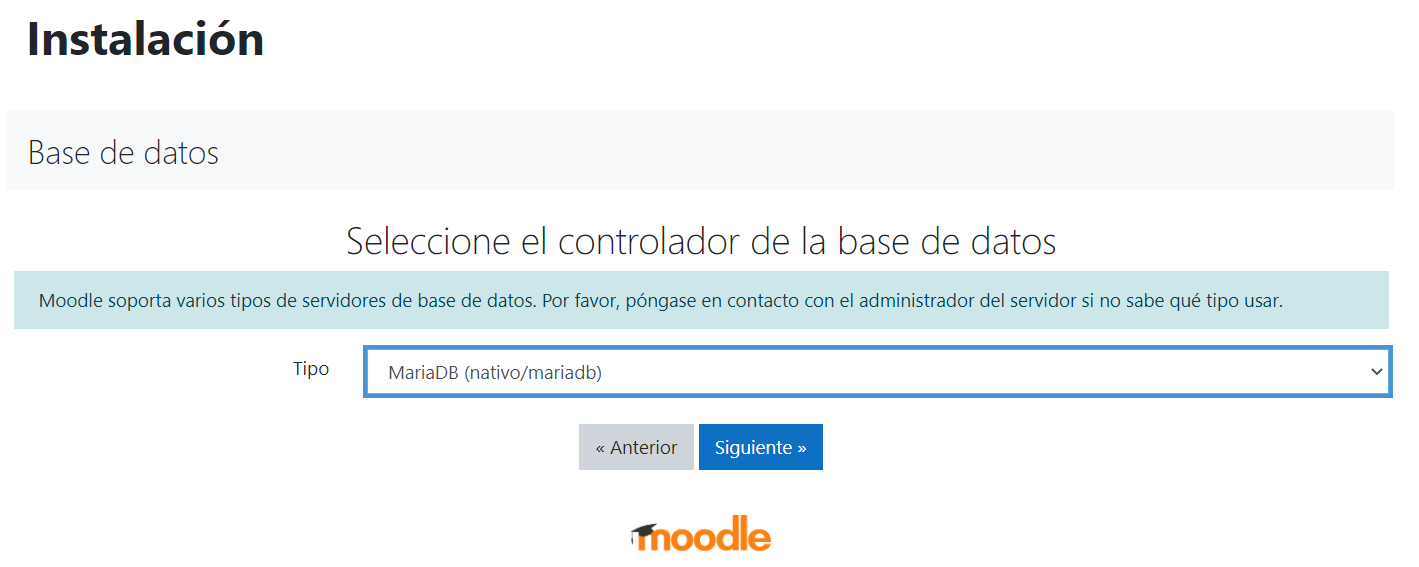 Instalación
Base de datos
Seleccione el controlador de la base de datos
Moodle soporta varios tipos de servidores de base de datos. Por favor, póngase en contacto con el administrador del servidor si no sabe qué tipo usar.
Tipo
MariaDB (nativo/mariadb)
« Anterior
Siguiente »
moodle